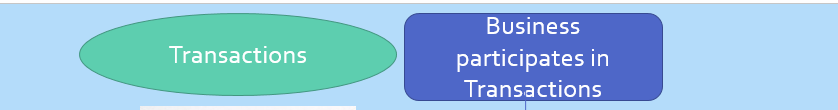 Transactions
Business
participates in
Transactions